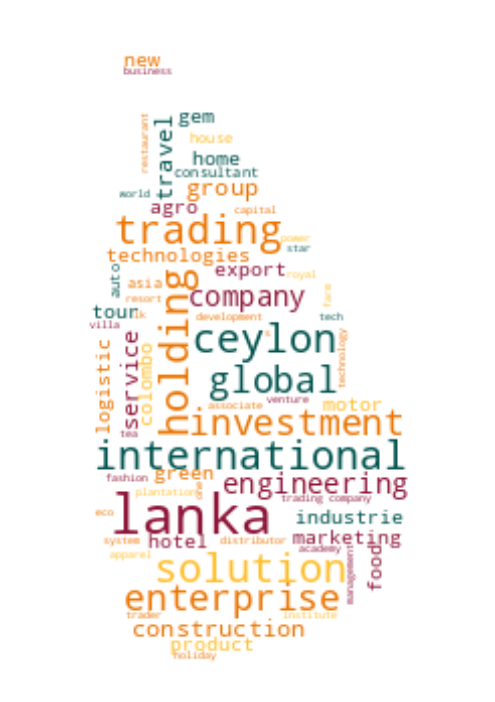 new
business
restaurant
travel
gem
house
home
consultant
world
group
agro
capital
trading
power
star
technologies
auto
asia
export
royal
resort
holding
company
farm
tour
lk
development
tech
villa
ceylon
technology
logistic
service
colombo
global
venture
associate
motor
investment
tea
international
fashion
green
engineering
plantation
one
trading company
eco
lanka
industrie
system
hotel
distributor
marketing
academy
apparel
solution
management
food
enterprise
trader
institute
construction
product
holiday